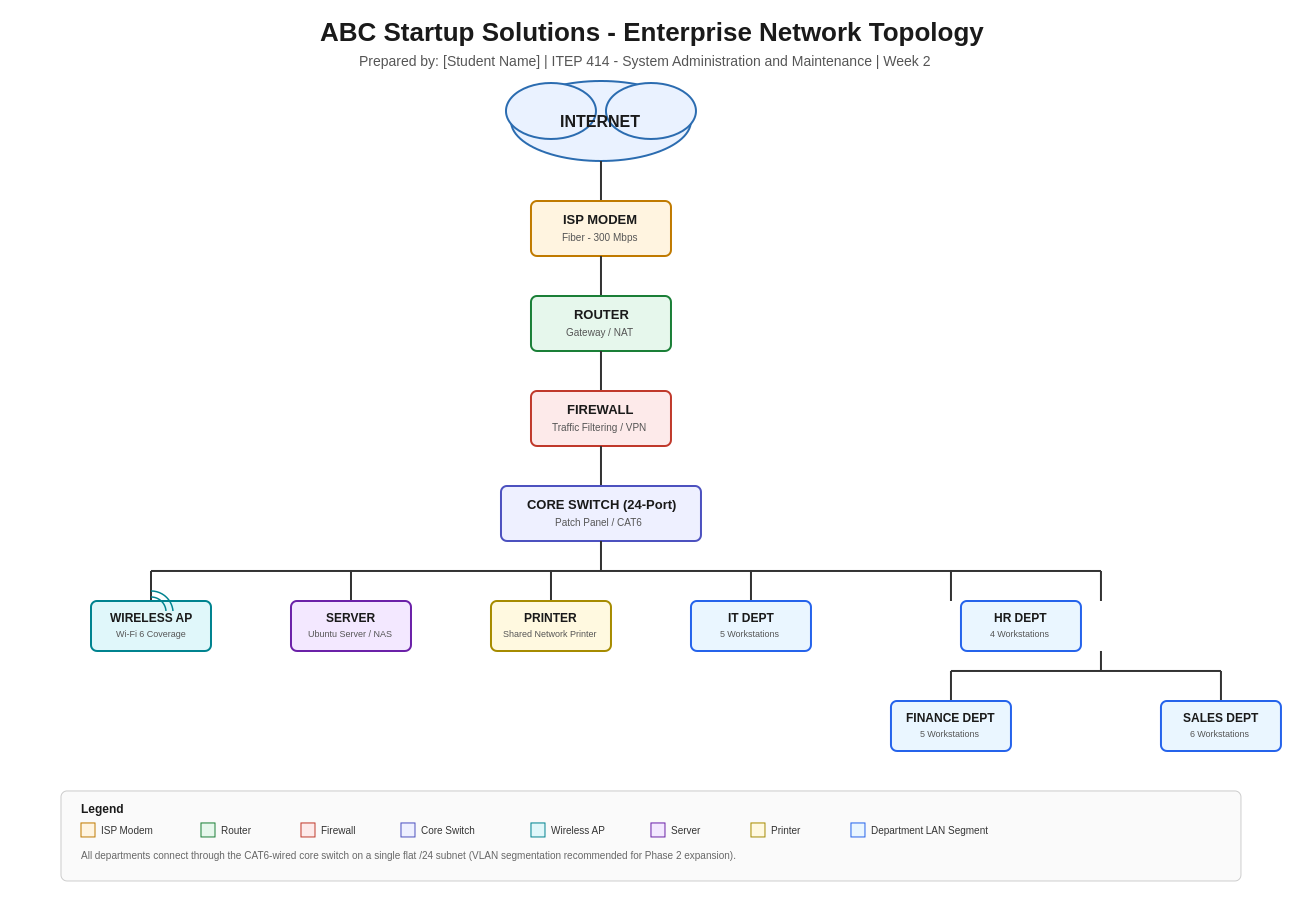 ABC Startup Solutions - Enterprise Network Topology
Prepared by: [Student Name] | ITEP 414 - System Administration and Maintenance | Week 2
INTERNET
ISP MODEM
Fiber - 300 Mbps
ROUTER
Gateway / NAT
FIREWALL
Traffic Filtering / VPN
CORE SWITCH (24-Port)
Patch Panel / CAT6
WIRELESS AP
Wi-Fi 6 Coverage
SERVER
Ubuntu Server / NAS
PRINTER
Shared Network Printer
IT DEPT
5 Workstations
HR DEPT
4 Workstations
FINANCE DEPT
5 Workstations
SALES DEPT
6 Workstations
Legend
ISP Modem
Router
Firewall
Core Switch
Wireless AP
Server
Printer
Department LAN Segment
All departments connect through the CAT6-wired core switch on a single flat /24 subnet (VLAN segmentation recommended for Phase 2 expansion).